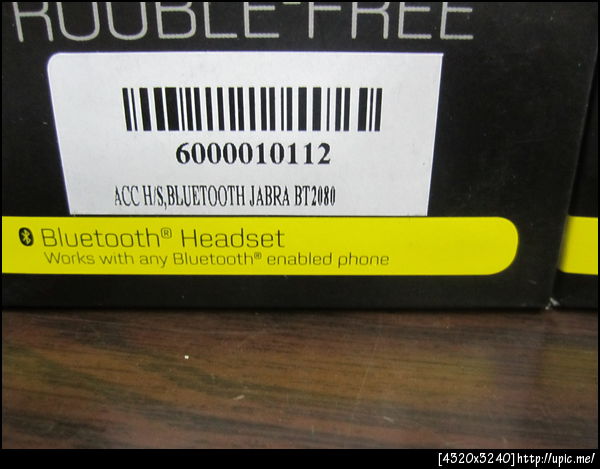 ROUBLE-FREE
6000010112
ACC H/S,BLUETOOTH JABRA BT2080
Bluetooth® Headset
Works with any Bluetooth® enabled phone
[4320x3240]http://upic.me/